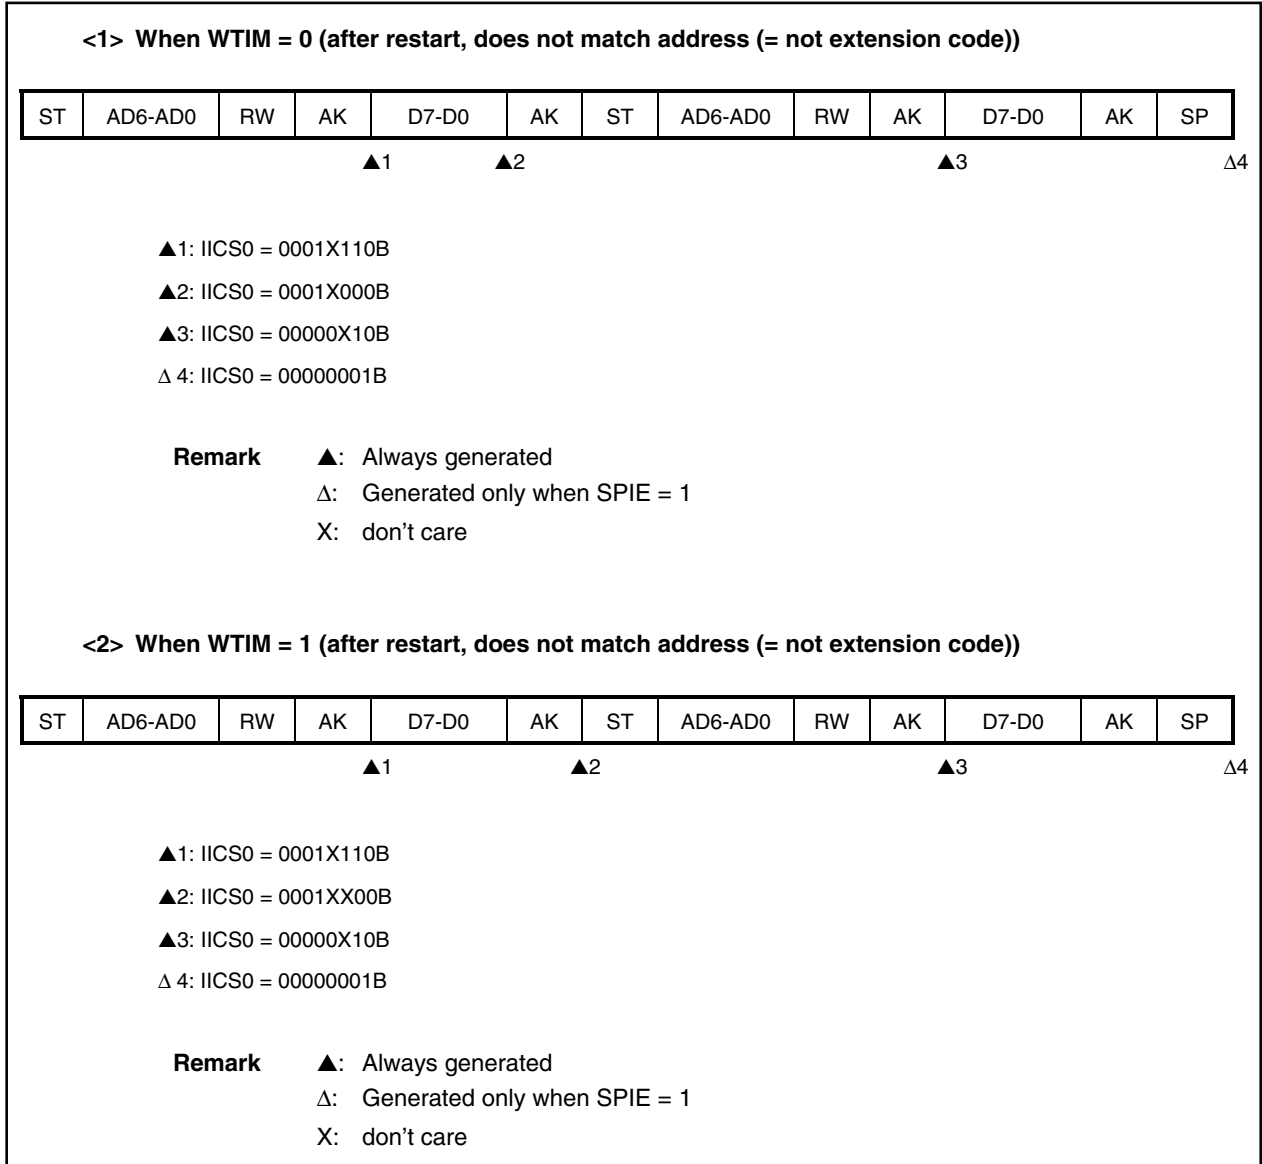 <1> When WTIM = 0 (after restart, does not match address (= not extension code))
ST AD6-AD0 RW AK D7-D0 AK ST AD6-AD0 RW AK D7-D0 AK SP
▲1 ▲2 ▲3 Δ4
▲1: IICS0 = 0001X110B
▲2: IICS0 = 0001X000B
▲3: IICS0 = 00000X10B
Δ 4: IICS0 = 00000001B
Remark ▲: Always generated
Δ: Generated only when SPIE = 1
X: don't care
<2> When WTIM = 1 (after restart, does not match address (= not extension code))
ST AD6-AD0 RW AK D7-D0 AK ST AD6-AD0 RW AK D7-D0 AK SP
▲1 ▲2 ▲3 Δ4
▲1: IICS0 = 0001X110B
▲2: IICS0 = 0001XX00B
▲3: IICS0 = 00000X10B
Δ 4: IICS0 = 00000001B
Remark ▲: Always generated
Δ: Generated only when SPIE = 1
X: don't care